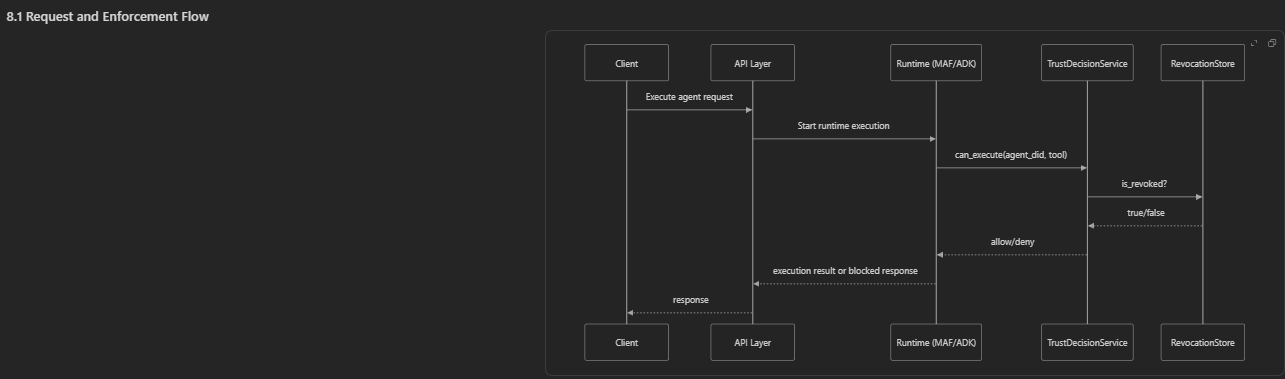 8.1 Request and Enforcement Flow
Client
API Layer
Runtime (MAF/ADK)
TrustDecisionService
RevocationStore
Execute agent request
Start runtime execution
can_execute(agent_did, tool)
is_revoked?
true/false
allow/deny
execution result or blocked response
response
Client
API Layer
Runtime (MAF/ADK)
TrustDecisionService
RevocationStore